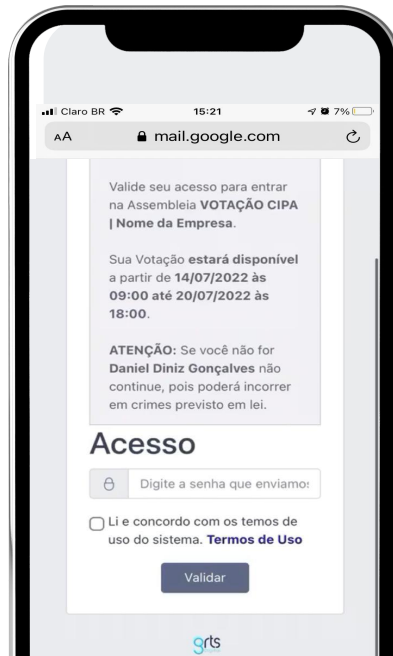 Claro BR
15:21
7%
AA
mail.google.com
Valide seu acesso para entrar
na Assembleia VOTAÇÃO CIPA
| Nome da Empresa.
Sua Votação estará disponível
a partir de 14/07/2022 às
09:00 até 20/07/2022 às
18:00.
ATENÇÃO: Se você não for
Daniel Diniz Gonçalves não
continue, pois poderá incorrer
em crimes previsto em lei.
Acesso
Digite a senha que enviamos
Li e concordo com os temos de
uso do sistema. Termos de Uso
Validar
grts